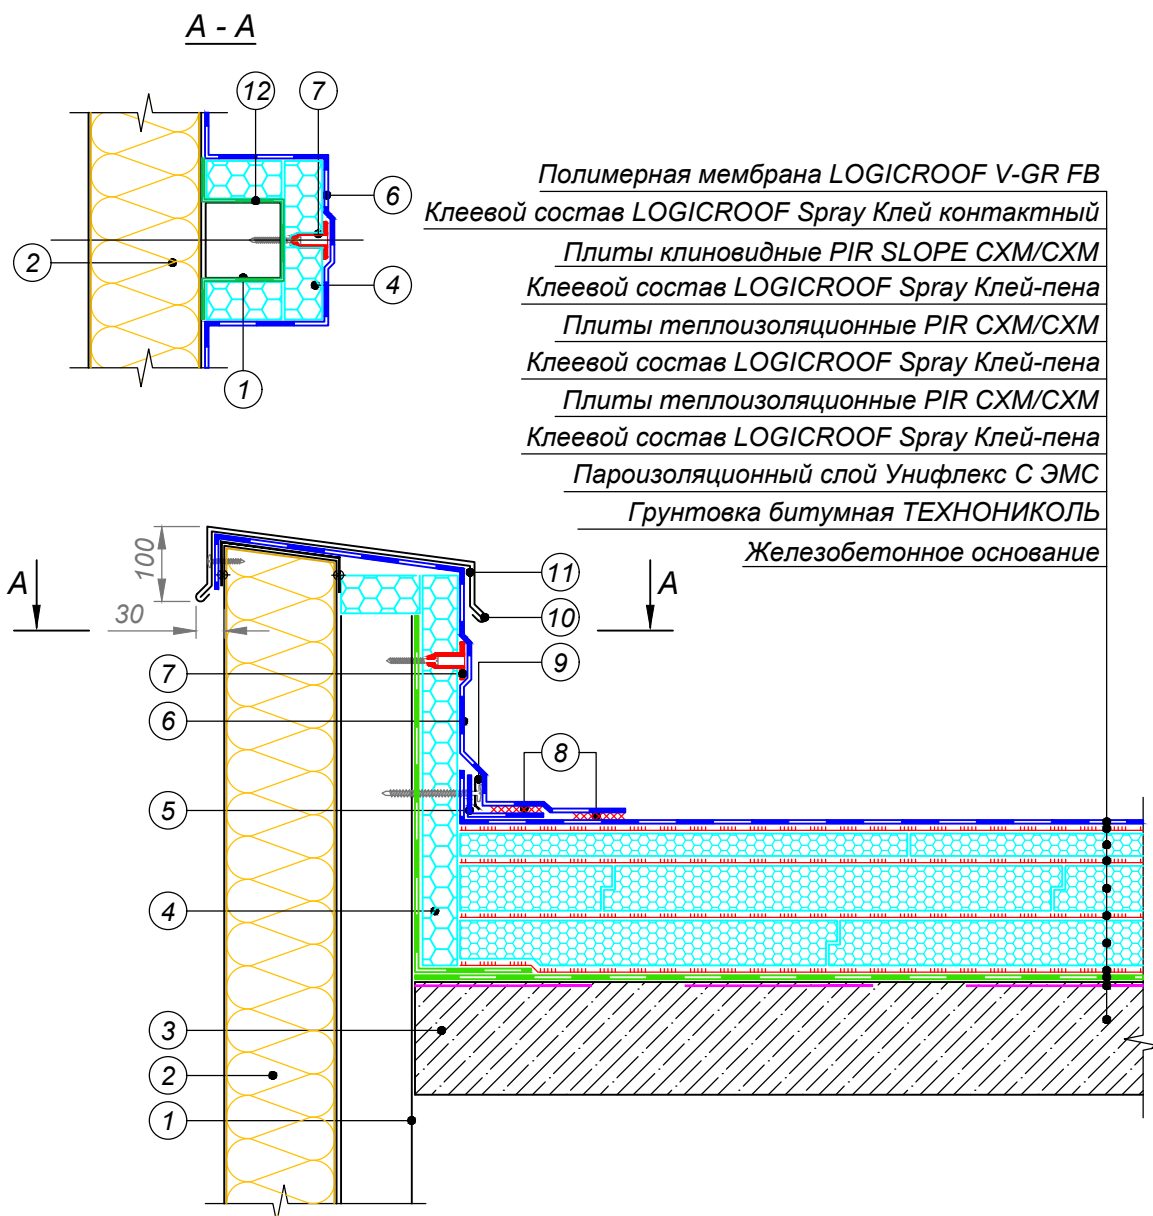 А - А
12
7
6
2
4
1
Полимерная мембрана LOGICROOF V-GR FB
Клеевой состав LOGICROOF Spray Клей контактный
Плиты клиновидные PIR SLOPE СХМ/СХМ
Клеевой состав LOGICROOF Spray Клей-пена
Плиты теплоизоляционные PIR СХМ/СХМ
Клеевой состав LOGICROOF Spray Клей-пена
Плиты теплоизоляционные PIR СХМ/СХМ
Клеевой состав LOGICROOF Spray Клей-пена
Пароизоляционный слой Унифлекс С ЭМС
Грунтовка битумная ТЕХНОНИКОЛЬ
Железобетонное основание
100
30
А
А
11
10
9
7
6
8
5
4
3
2
1